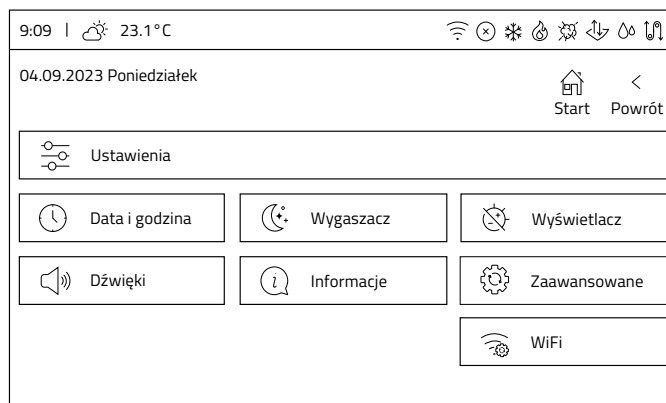 9:09 | 23.1°C
04.09.2023 Poniedziałek
Start Powrót
Ustawienia
Data i godzina Wygaszacz Wyświetlacz
Dźwięki Informacje Zaawansowane
WiFi